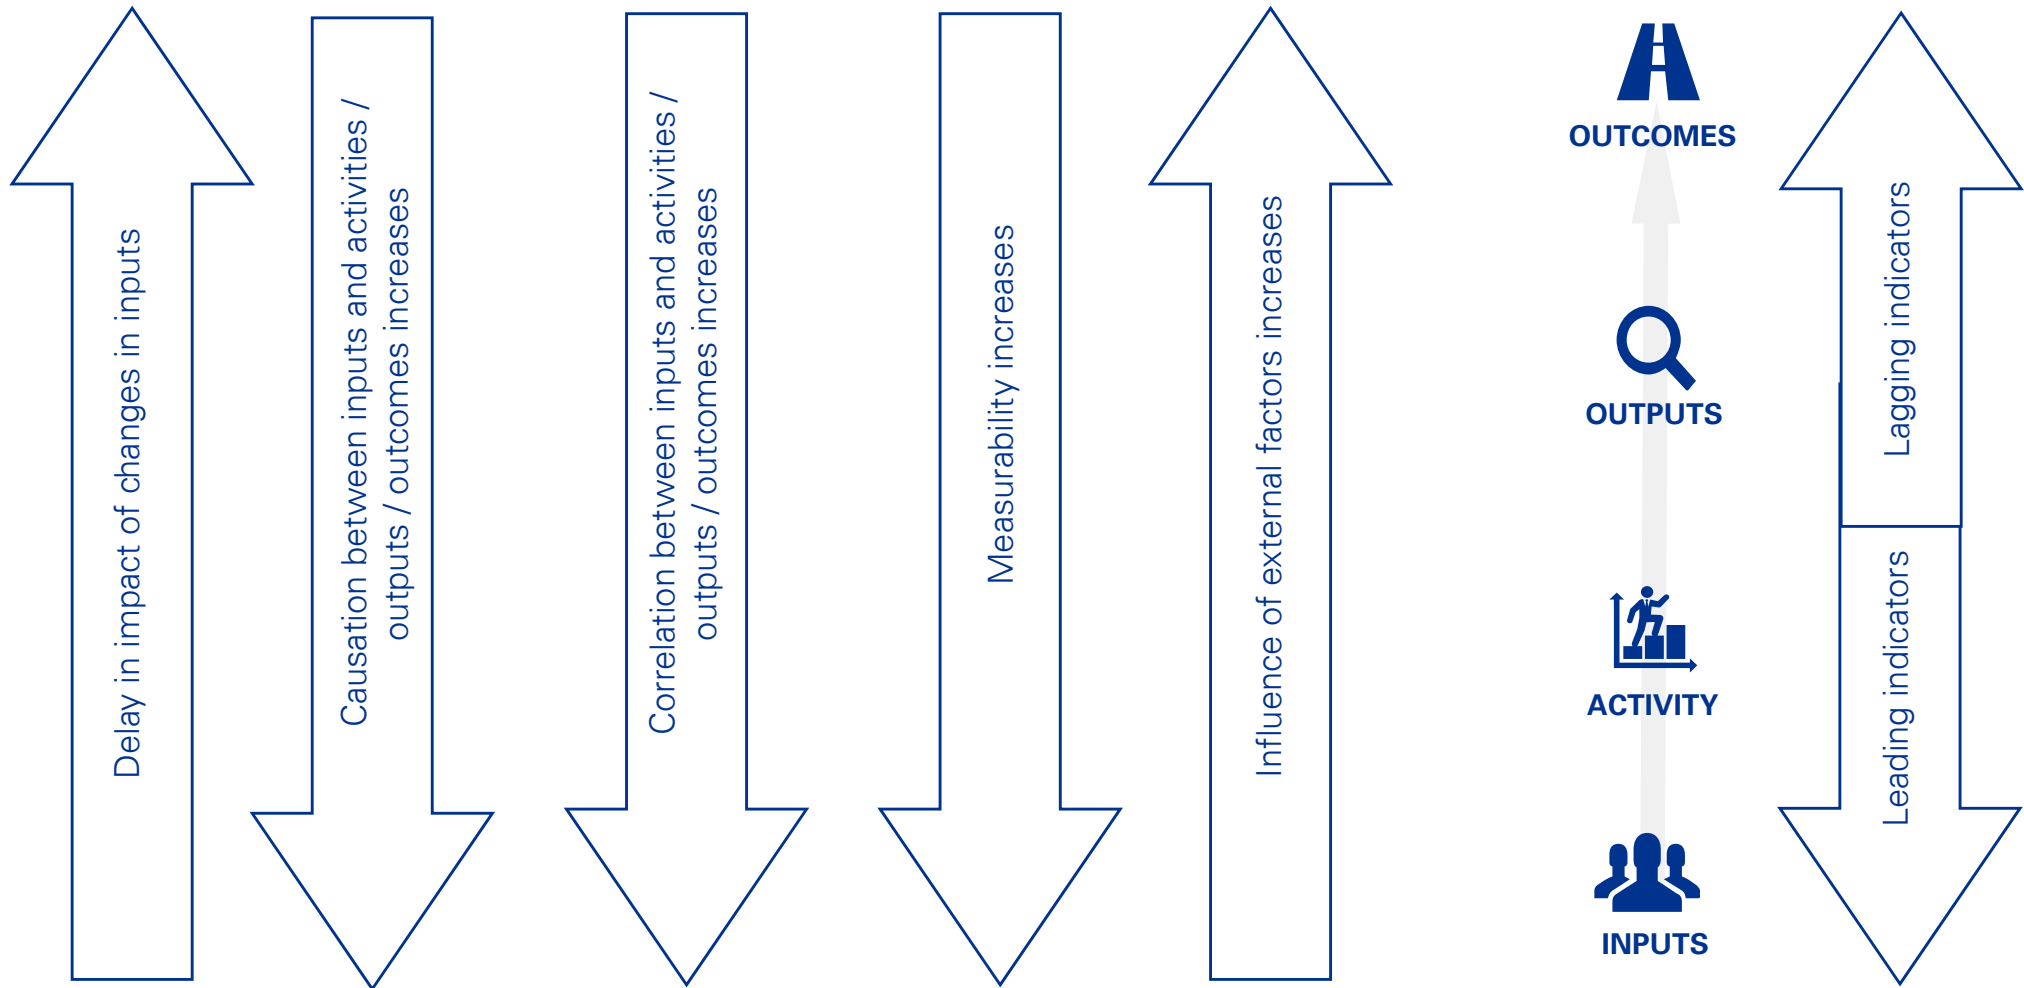 Delay in impact of changes in inputs
Causation between inputs and activities /
outputs / outcomes increases
Correlation between inputs and activities /
outputs / outcomes increases
Measurability increases
Influence of external factors increases
OUTCOMES
OUTPUTS
ACTIVITY
INPUTS
Lagging indicators
Leading indicators